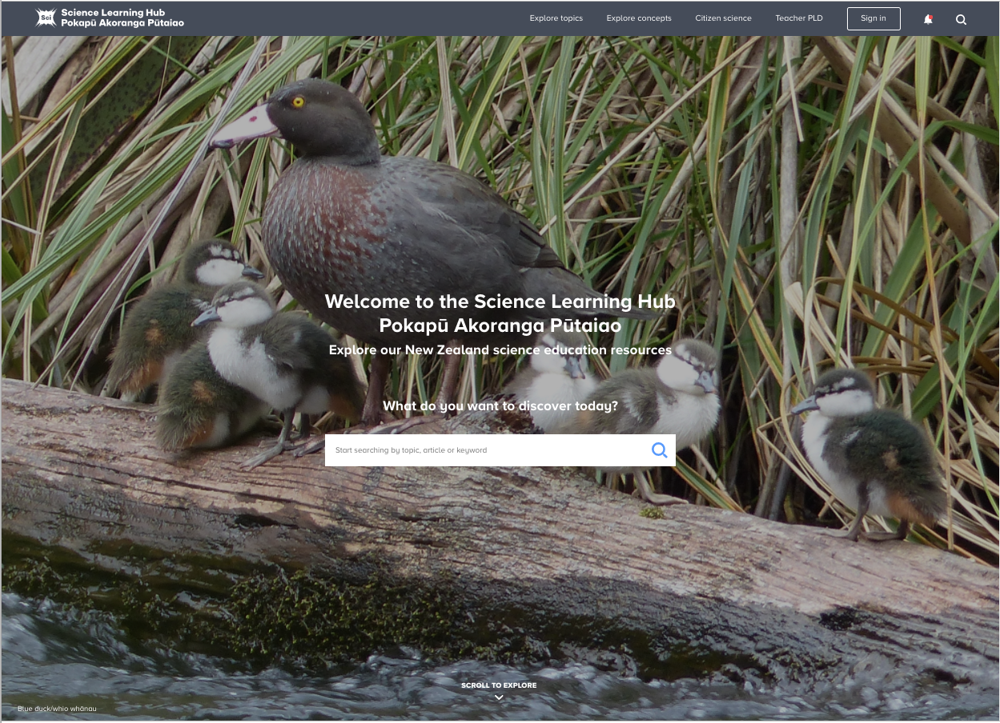 Sci
Science Learning Hub
Pokapū Akoranga Pūtaiao
Explore topics
Explore concepts
Citizen science
Teacher PLD
Sign in
Welcome to the Science Learning Hub
Pokapū Akoranga Pūtaiao
Explore our New Zealand science education resources
What do you want to discover today?
Start searching by topic, article or keyword
SCROLL TO EXPLORE
Blue duck/whio whānau